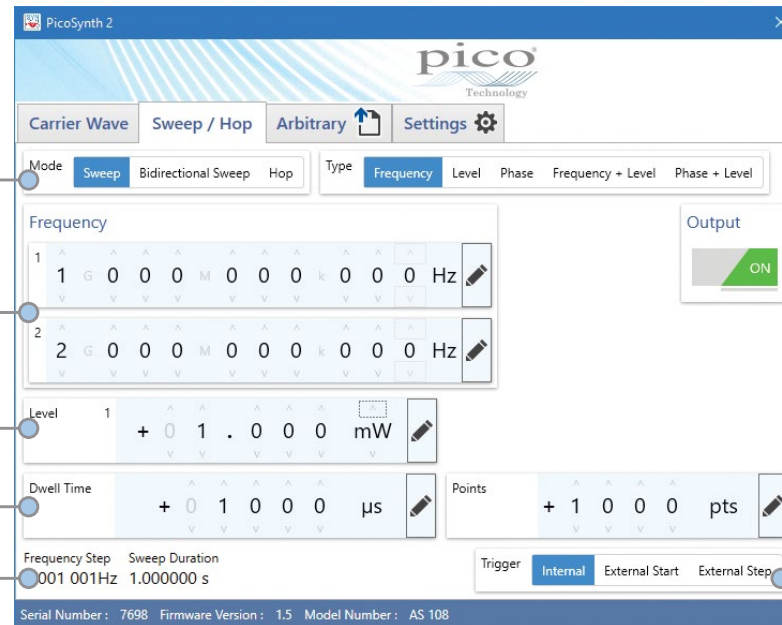 PicoSynth 2
pico
Technology
Carrier Wave Sweep / Hop Arbitrary Settings
Mode Sweep Bidirectional Sweep Hop Type Frequency Level Phase Frequency + Level Phase + Level
Frequency Output
1 1 G 0 0 0 M 0 0 0 k 0 0 0 Hz
ON
2 2 G 0 0 0 M 0 0 0 k 0 0 0 Hz
Level 1 + 0 1 . 0 0 0 mW
Dwell Time + 0 1 0 0 0 µs Points + 1 0 0 0 pts
Frequency Step Sweep Duration
001 001Hz 1.000000 s
Trigger Internal External Start External Step
Serial Number : 7698 Firmware Version : 1.5 Model Number : AS 108